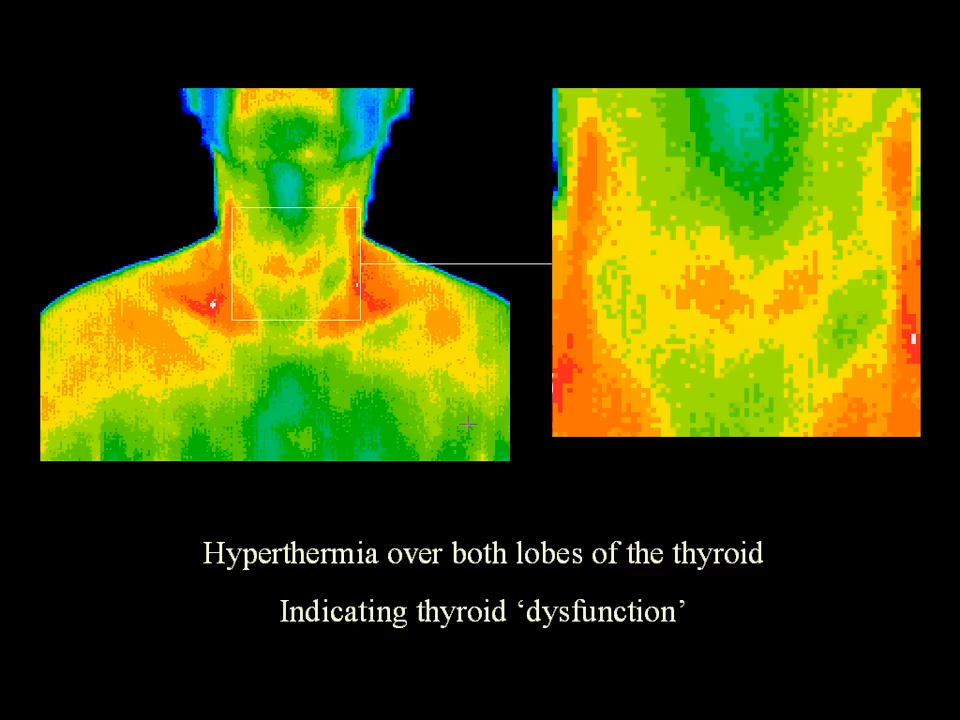 Hyperthermia over both lobes of the thyroid
Indicating thyroid ‘dysfunction’